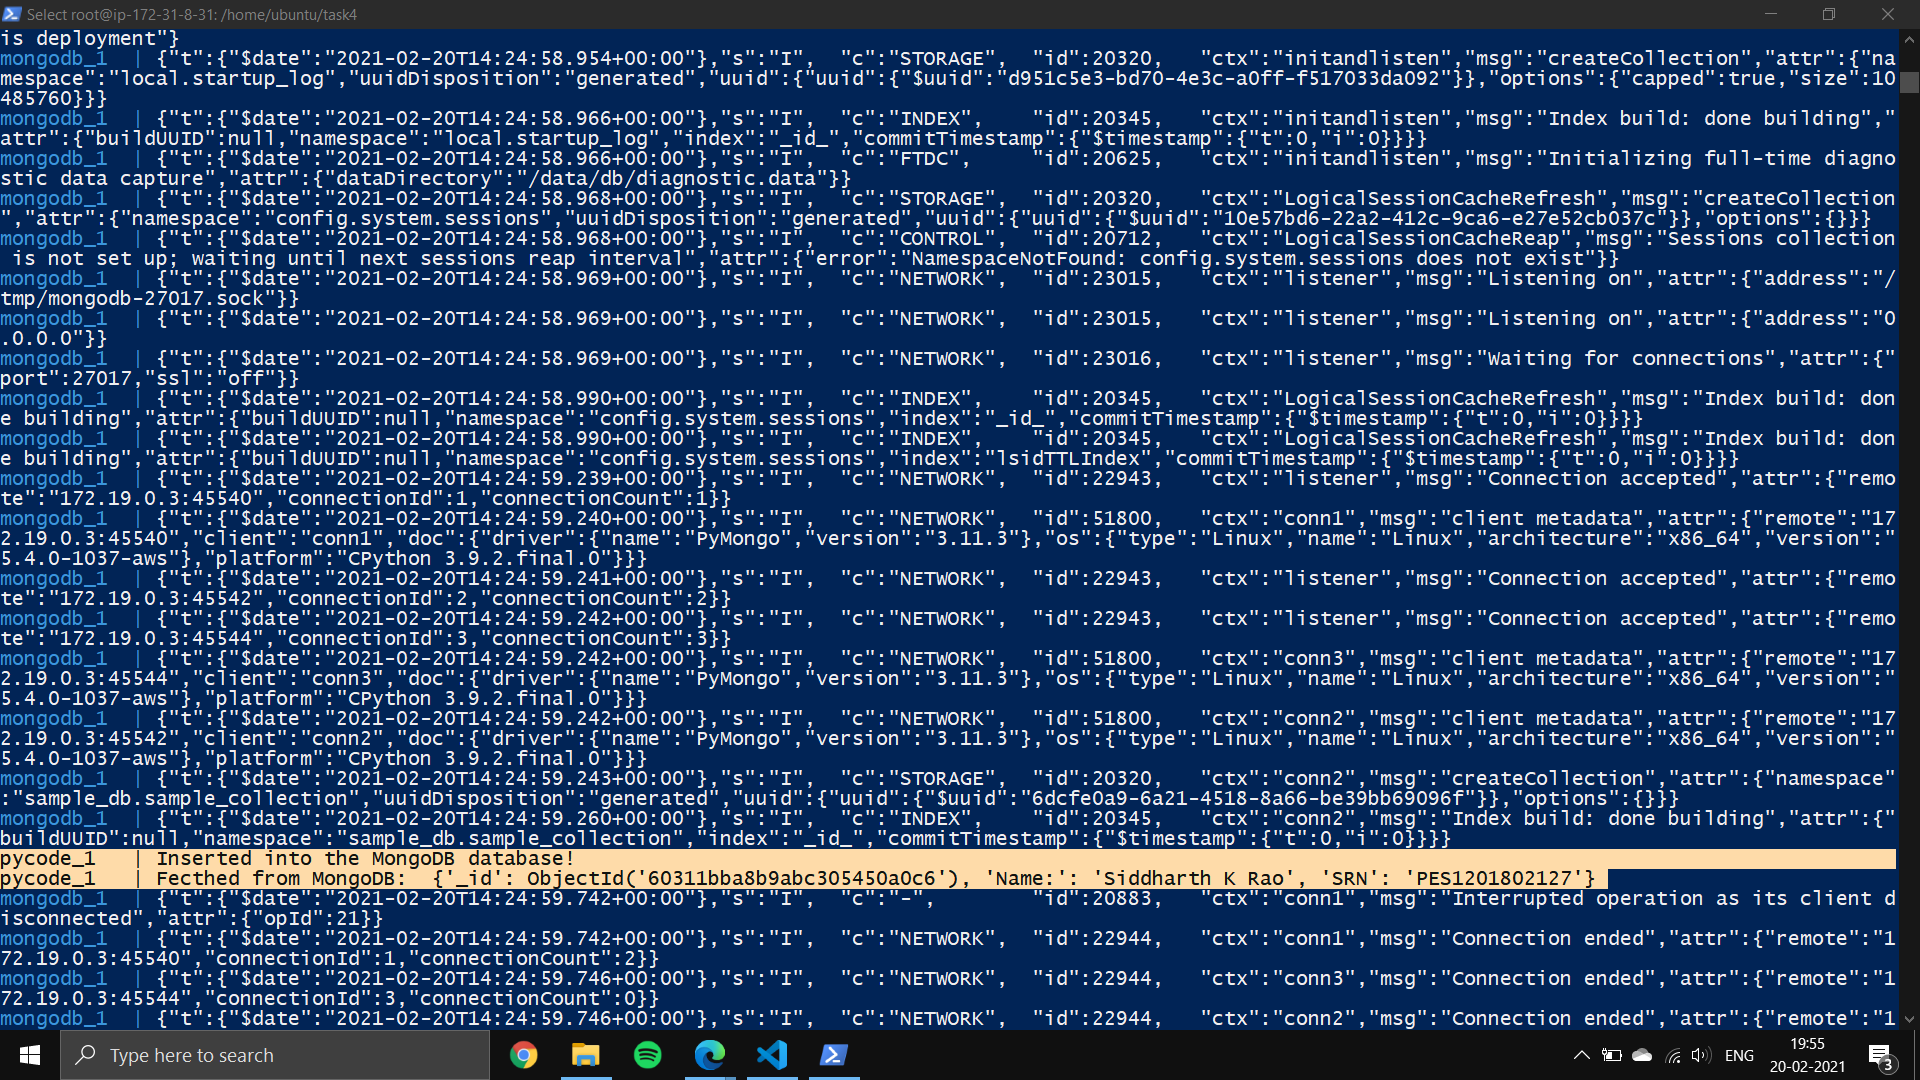 Select root@ip-172-31-8-31: /home/ubuntu/task4
is deployment"}
mongodb_1  | {"t":{"$date":"2021-02-20T14:24:58.954+00:00"},"s":"I",  "c":"STORAGE",  "id":20320,   "ctx":"initandlisten","msg":"createCollection","attr":{"na
mespace":"local.startup_log","uuidDisposition":"generated","uuid":{"uuid":{"$uuid":"d951c5e3-bd70-4e3c-a0ff-f517033da092"}},"options":{"capped":true,"size":10
485760}}}
mongodb_1  | {"t":{"$date":"2021-02-20T14:24:58.966+00:00"},"s":"I",  "c":"INDEX",    "id":20345,   "ctx":"initandlisten","msg":"Index build: done building","
attr":{"buildUUID":null,"namespace":"local.startup_log","index":"_id_","commitTimestamp":{"$timestamp":{"t":0,"i":0}}}}
mongodb_1  | {"t":{"$date":"2021-02-20T14:24:58.966+00:00"},"s":"I",  "c":"FTDC",     "id":20625,   "ctx":"initandlisten","msg":"Initializing full-time diagno
stic data capture","attr":{"dataDirectory":"/data/db/diagnostic.data"}}
mongodb_1  | {"t":{"$date":"2021-02-20T14:24:58.968+00:00"},"s":"I",  "c":"STORAGE",  "id":20320,   "ctx":"LogicalSessionCacheRefresh","msg":"createCollection
","attr":{"namespace":"config.system.sessions","uuidDisposition":"generated","uuid":{"uuid":{"$uuid":"10e57bd6-22a2-412c-9ca6-e27e52cb037c"}},"options":{}}}
mongodb_1  | {"t":{"$date":"2021-02-20T14:24:58.968+00:00"},"s":"I",  "c":"CONTROL",  "id":20712,   "ctx":"LogicalSessionCacheReap","msg":"Sessions collection
 is not set up; waiting until next sessions reap interval","attr":{"error":"NamespaceNotFound: config.system.sessions does not exist"}}
mongodb_1  | {"t":{"$date":"2021-02-20T14:24:58.969+00:00"},"s":"I",  "c":"NETWORK",  "id":23015,   "ctx":"listener","msg":"Listening on","attr":{"address":"/
tmp/mongodb-27017.sock"}}
mongodb_1  | {"t":{"$date":"2021-02-20T14:24:58.969+00:00"},"s":"I",  "c":"NETWORK",  "id":23015,   "ctx":"listener","msg":"Listening on","attr":{"address":"0
.0.0.0"}}
mongodb_1  | {"t":{"$date":"2021-02-20T14:24:58.969+00:00"},"s":"I",  "c":"NETWORK",  "id":23016,   "ctx":"listener","msg":"Waiting for connections","attr":{"
port":27017,"ssl":"off"}}
mongodb_1  | {"t":{"$date":"2021-02-20T14:24:58.990+00:00"},"s":"I",  "c":"INDEX",    "id":20345,   "ctx":"LogicalSessionCacheRefresh","msg":"Index build: don
e building","attr":{"buildUUID":null,"namespace":"config.system.sessions","index":"_id_","commitTimestamp":{"$timestamp":{"t":0,"i":0}}}}
mongodb_1  | {"t":{"$date":"2021-02-20T14:24:58.990+00:00"},"s":"I",  "c":"INDEX",    "id":20345,   "ctx":"LogicalSessionCacheRefresh","msg":"Index build: don
e building","attr":{"buildUUID":null,"namespace":"config.system.sessions","index":"lsidTTLIndex","commitTimestamp":{"$timestamp":{"t":0,"i":0}}}}
mongodb_1  | {"t":{"$date":"2021-02-20T14:24:59.239+00:00"},"s":"I",  "c":"NETWORK",  "id":22943,   "ctx":"listener","msg":"Connection accepted","attr":{"remo
te":"172.19.0.3:45540","connectionId":1,"connectionCount":1}}
mongodb_1  | {"t":{"$date":"2021-02-20T14:24:59.240+00:00"},"s":"I",  "c":"NETWORK",  "id":51800,   "ctx":"conn1","msg":"client metadata","attr":{"remote":"17
2.19.0.3:45540","client":"conn1","doc":{"driver":{"name":"PyMongo","version":"3.11.3"},"os":{"type":"Linux","name":"Linux","architecture":"x86_64","version":"
5.4.0-1037-aws"},"platform":"CPython 3.9.2.final.0"}}}
mongodb_1  | {"t":{"$date":"2021-02-20T14:24:59.241+00:00"},"s":"I",  "c":"NETWORK",  "id":22943,   "ctx":"listener","msg":"Connection accepted","attr":{"remo
te":"172.19.0.3:45542","connectionId":2,"connectionCount":2}}
mongodb_1  | {"t":{"$date":"2021-02-20T14:24:59.242+00:00"},"s":"I",  "c":"NETWORK",  "id":22943,   "ctx":"listener","msg":"Connection accepted","attr":{"remo
te":"172.19.0.3:45544","connectionId":3,"connectionCount":3}}
mongodb_1  | {"t":{"$date":"2021-02-20T14:24:59.242+00:00"},"s":"I",  "c":"NETWORK",  "id":51800,   "ctx":"conn3","msg":"client metadata","attr":{"remote":"17
2.19.0.3:45544","client":"conn3","doc":{"driver":{"name":"PyMongo","version":"3.11.3"},"os":{"type":"Linux","name":"Linux","architecture":"x86_64","version":"
5.4.0-1037-aws"},"platform":"CPython 3.9.2.final.0"}}}
mongodb_1  | {"t":{"$date":"2021-02-20T14:24:59.242+00:00"},"s":"I",  "c":"NETWORK",  "id":51800,   "ctx":"conn2","msg":"client metadata","attr":{"remote":"17
2.19.0.3:45542","client":"conn2","doc":{"driver":{"name":"PyMongo","version":"3.11.3"},"os":{"type":"Linux","name":"Linux","architecture":"x86_64","version":"
5.4.0-1037-aws"},"platform":"CPython 3.9.2.final.0"}}}
mongodb_1  | {"t":{"$date":"2021-02-20T14:24:59.243+00:00"},"s":"I",  "c":"STORAGE",  "id":20320,   "ctx":"conn2","msg":"createCollection","attr":{"namespace"
:"sample_db.sample_collection","uuidDisposition":"generated","uuid":{"uuid":{"$uuid":"6dcfe0a9-6a21-4518-8a66-be39bb69096f"}},"options":{}}}
mongodb_1  | {"t":{"$date":"2021-02-20T14:24:59.260+00:00"},"s":"I",  "c":"INDEX",    "id":20345,   "ctx":"conn2","msg":"Index build: done building","attr":{"
buildUUID":null,"namespace":"sample_db.sample_collection","index":"_id_","commitTimestamp":{"$timestamp":{"t":0,"i":0}}}}
pycode_1   | Inserted into the MongoDB database!
pycode_1   | Fecthed from MongoDB:  {'_id': ObjectId('60311bba8b9abc305450a0c6'), 'Name:': 'Siddharth K Rao', 'SRN': 'PES1201802127'}
mongodb_1  | {"t":{"$date":"2021-02-20T14:24:59.742+00:00"},"s":"I",  "c":"-",        "id":20883,   "ctx":"conn1","msg":"Interrupted operation as its client d
isconnected","attr":{"opId":21}}
mongodb_1  | {"t":{"$date":"2021-02-20T14:24:59.742+00:00"},"s":"I",  "c":"NETWORK",  "id":22944,   "ctx":"conn1","msg":"Connection ended","attr":{"remote":"1
72.19.0.3:45540","connectionId":1,"connectionCount":2}}
mongodb_1  | {"t":{"$date":"2021-02-20T14:24:59.746+00:00"},"s":"I",  "c":"NETWORK",  "id":22944,   "ctx":"conn3","msg":"Connection ended","attr":{"remote":"1
72.19.0.3:45544","connectionId":3,"connectionCount":0}}
mongodb_1  | {"t":{"$date":"2021-02-20T14:24:59.746+00:00"},"s":"I",  "c":"NETWORK",  "id":22944,   "ctx":"conn2","msg":"Connection ended","attr":{"remote":"1
Type here to search
ENG
19:55
20-02-2021
3